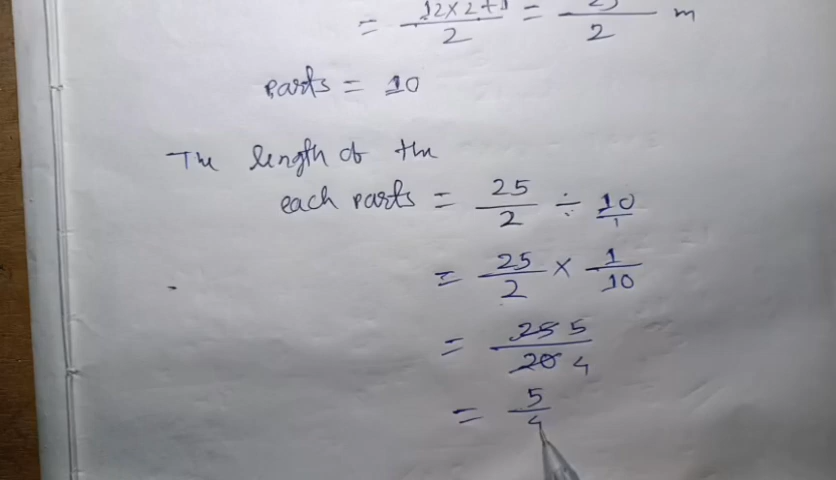 = 12×2+1/2 = 25/2 m
Parts = 10
The length of the
each parts = 25/2 ÷ 10/1
= 25/2 × 1/10
= 25 5/20 4
= 5/4